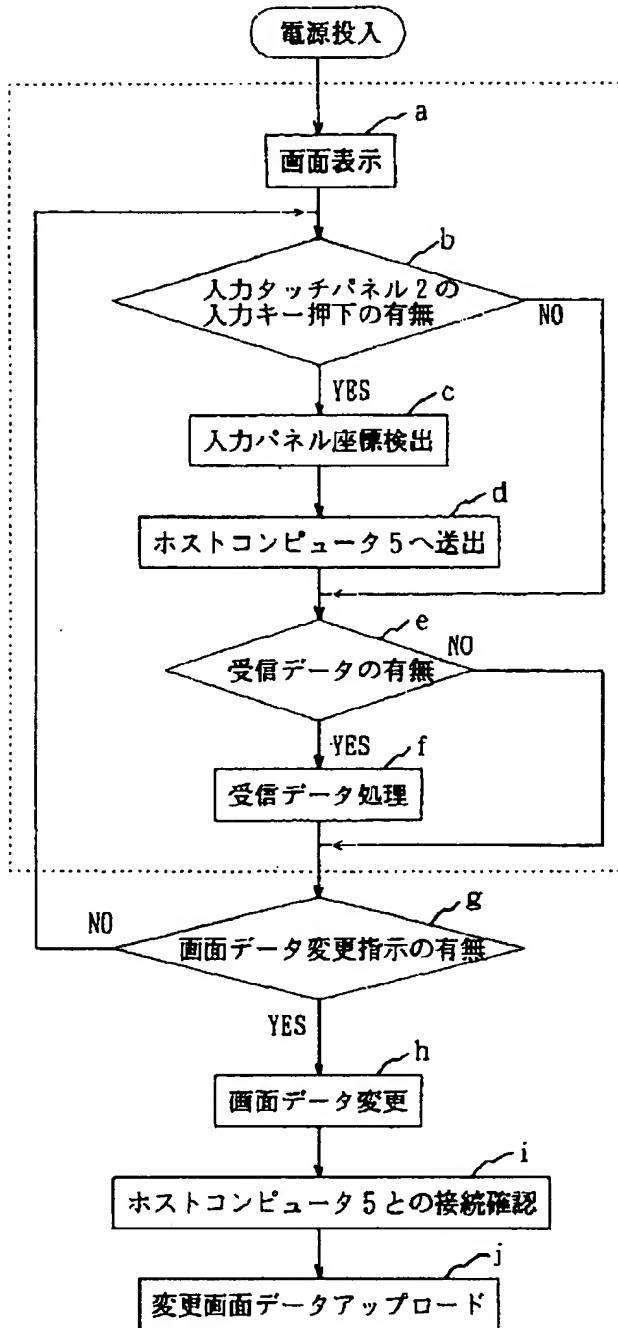 電源投入
a
画面表示
b
入力タッチパネル2の
入力キー押下の有無
NO
YES
c
入力パネル座標検出
d
ホストコンピュータ5へ送出
e
NO
受信データの有無
YES
f
受信データ処理
g
NO
画面データ変更指示の有無
YES
h
画面データ変更
i
ホストコンピュータ5との接続確認
j
変更画面データアップロード